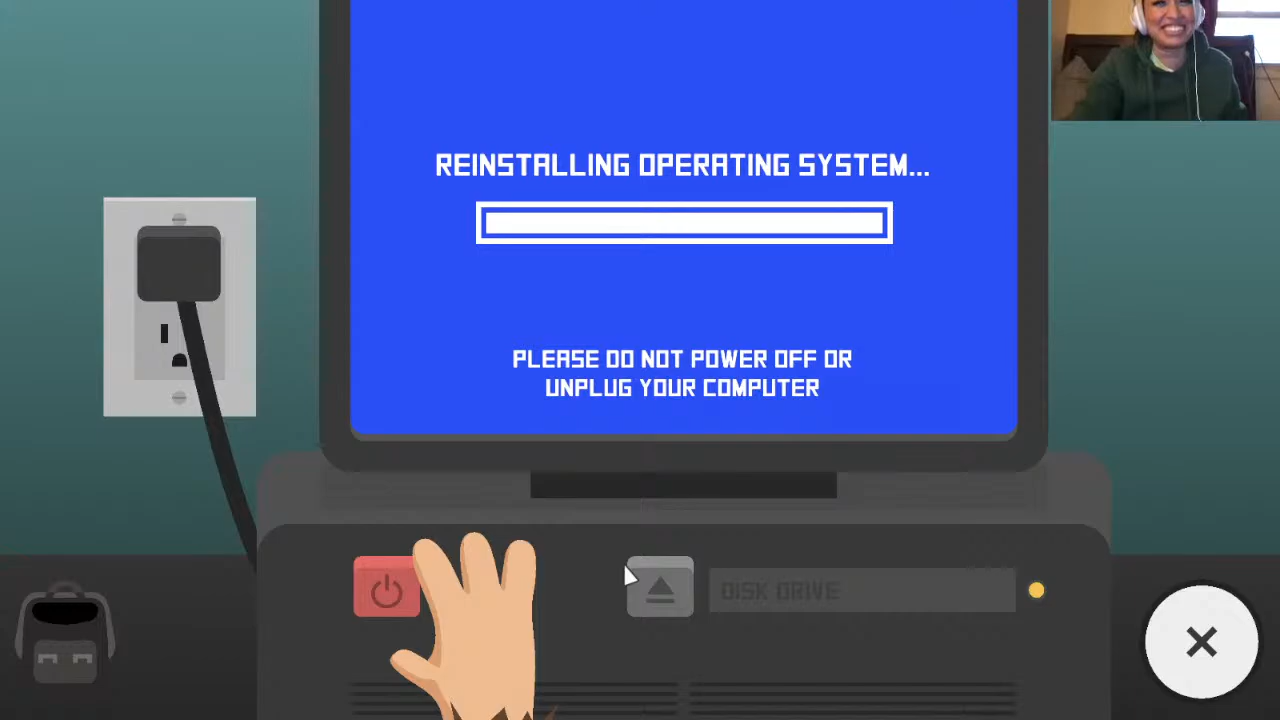 REINSTALLING OPERATING SYSTEM...
PLEASE DO NOT POWER OFF OR
UNPLUG YOUR COMPUTER
DISK DRIVE